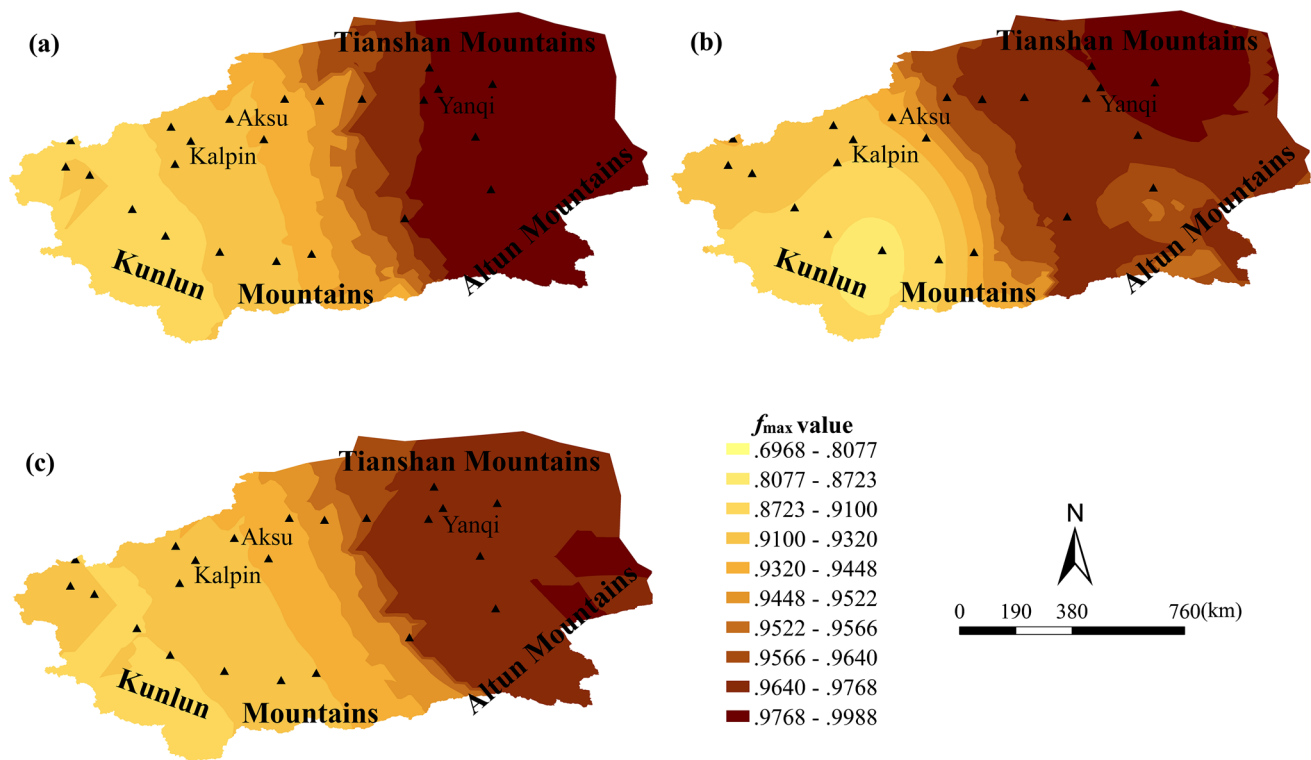 (a)
Tianshan Mountains
Yanqi
Aksu
Kalpin
Kunlun
Mountains
Altun Mountains
(b)
Tianshan Mountains
Yanqi
Aksu
Kalpin
Kunlun
Mountains
Altun Mountains
(c)
Tianshan Mountains
Yanqi
Aksu
Kalpin
Kunlun
Mountains
Altun Mountains
fmax value
.6968 - .8077
.8077 - .8723
.8723 - .9100
.9100 - .9320
.9320 - .9448
.9448 - .9522
.9522 - .9566
.9566 - .9640
.9640 - .9768
.9768 - .9988
N
0 190 380 760(km)